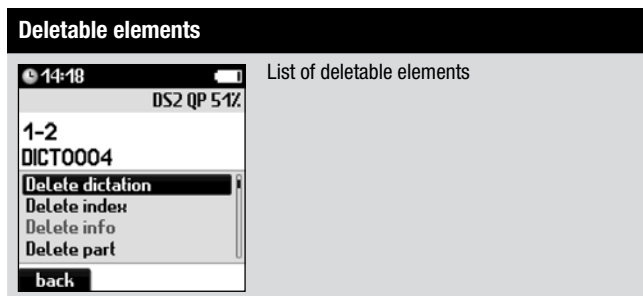 Deletable elements
14:18
DS2 QP 51%
1-2
DICT0004
Delete dictation
Delete index
Delete info
Delete part
back
List of deletable elements